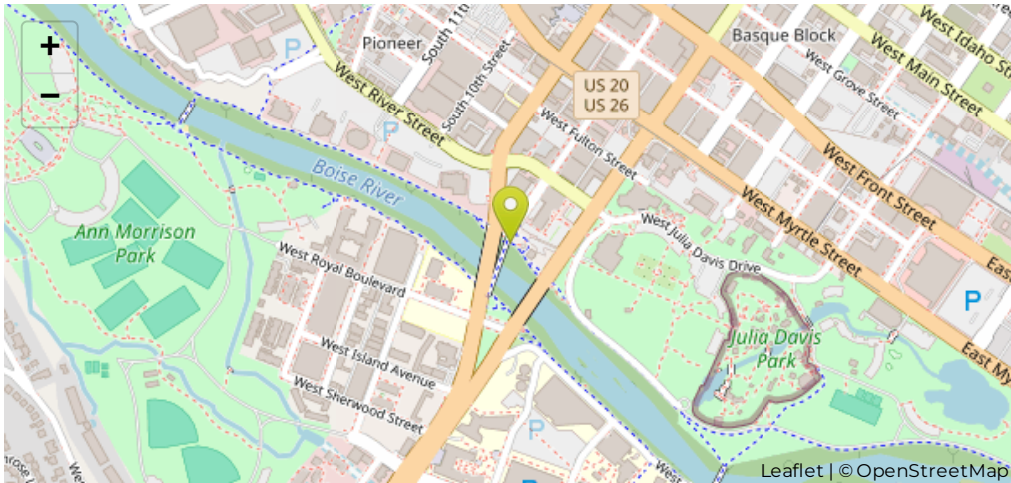 +
−
Pioneer
South 11th
South 10th Street
West River Street
P
P
US 20
US 26
Basque Block
West Idaho St
West Main Street
West Grove Street
West Fulton Street
West Front Street
West Myrtle Street
East
East My
Boise River
Ann Morrison
Park
West Royal Boulevard
West Island Avenue
West Sherwood Street
West Julia Davis Drive
Julia Davis
Park
P
P
P
West
We
Leaflet | © OpenStreetMap